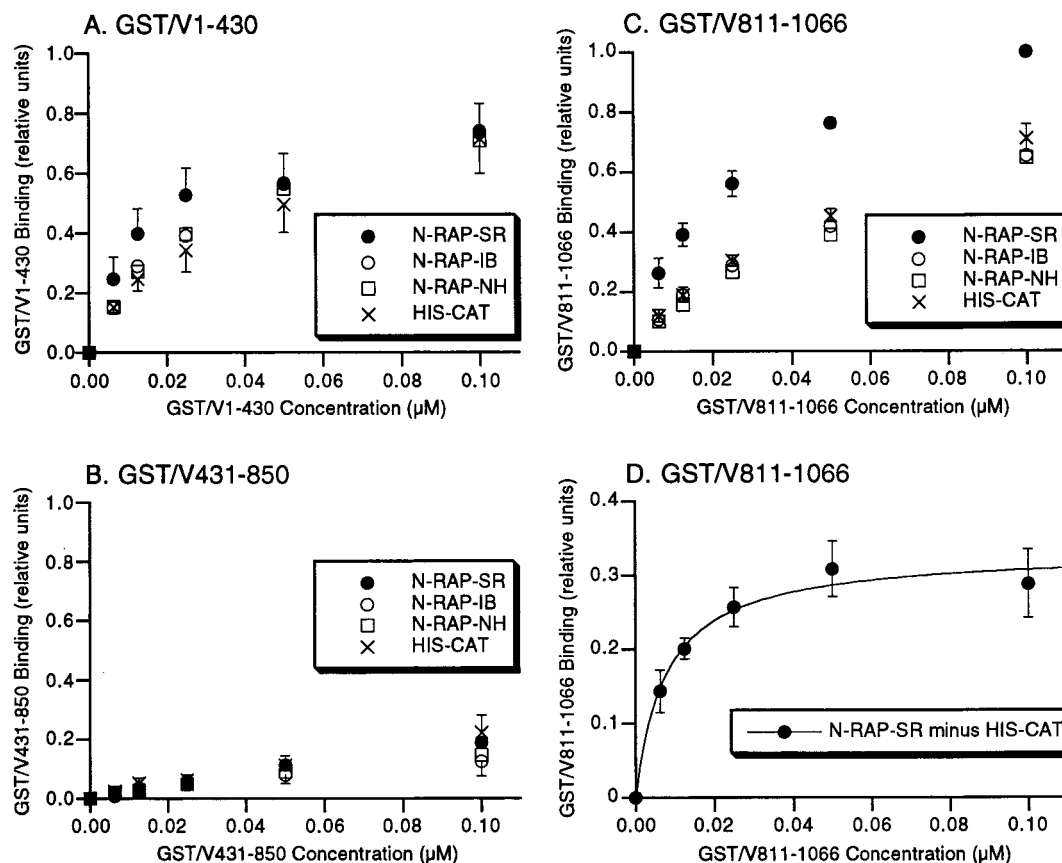 A. GST/V1-430
GST/V1-430 Binding (relative units)
1.0
0.8
0.6
0.4
0.2
0.0
N-RAP-SR
N-RAP-IB
N-RAP-NH
HIS-CAT
0.00 0.02 0.04 0.06 0.08 0.10
GST/V1-430 Concentration (µM)
C. GST/V811-1066
GST/V811-1066 Binding (relative units)
1.0
0.8
0.6
0.4
0.2
0.0
N-RAP-SR
N-RAP-IB
N-RAP-NH
HIS-CAT
0.00 0.02 0.04 0.06 0.08 0.10
GST/V811-1066 Concentration (µM)
B. GST/V431-850
GST/V431-850 Binding (relative units)
1.0
0.8
0.6
0.4
0.2
0.0
N-RAP-SR
N-RAP-IB
N-RAP-NH
HIS-CAT
0.00 0.02 0.04 0.06 0.08 0.10
GST/V431-850 Concentration (µM)
D. GST/V811-1066
GST/V811-1066 Binding (relative units)
0.4
0.3
0.2
0.1
0
N-RAP-SR minus HIS-CAT
0.00 0.02 0.04 0.06 0.08 0.10
GST/V811-1066 Concentration (µM)